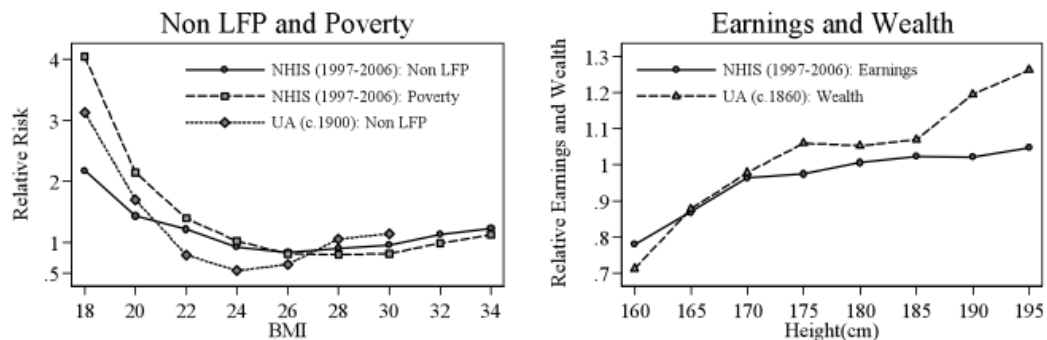 Non LFP and Poverty
NHIS (1997-2006): Non LFP
NHIS (1997-2006): Poverty
UA (c.1900): Non LFP
Relative Risk
4
3
2
1
.5
18 20 22 24 26 28 30 32 34
BMI
Earnings and Wealth
NHIS (1997-2006): Earnings
UA (c.1860): Wealth
Relative Earnings and Wealth
1.3
1.2
1.1
1
.9
.8
.7
160 165 170 175 180 185 190 195
Height(cm)